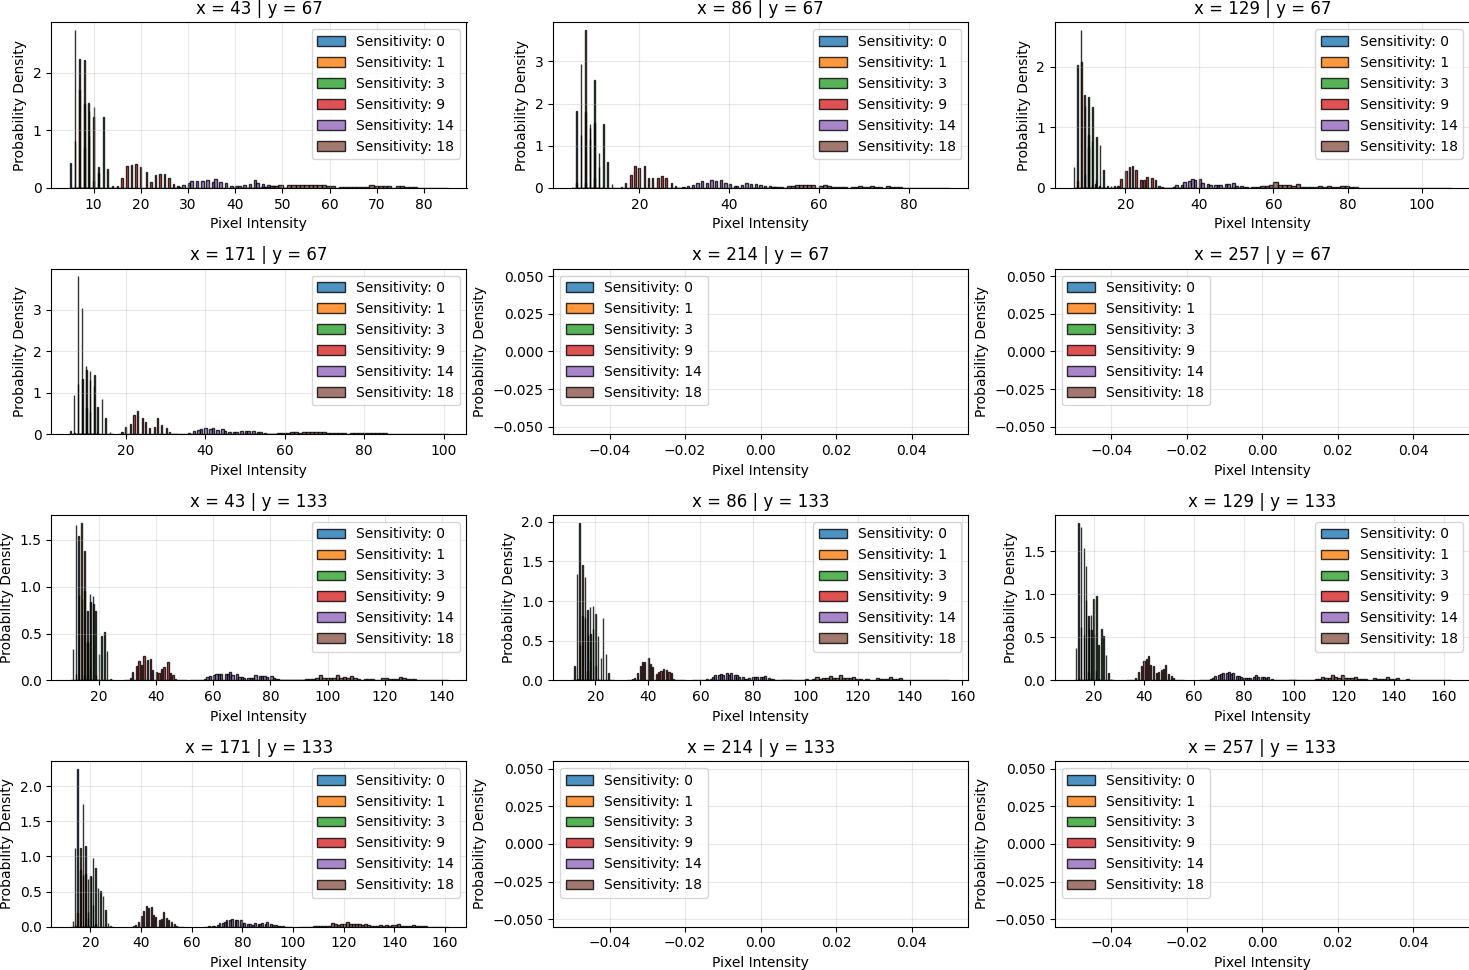 x = 43 | y = 67
Probability Density
2
1
0
Sensitivity: 0
Sensitivity: 1
Sensitivity: 3
Sensitivity: 9
Sensitivity: 14
Sensitivity: 18
10 20 30 40 50 60 70 80
Pixel Intensity
x = 86 | y = 67
Probability Density
3
2
1
0
Sensitivity: 0
Sensitivity: 1
Sensitivity: 3
Sensitivity: 9
Sensitivity: 14
Sensitivity: 18
20 40 60 80
Pixel Intensity
x = 129 | y = 67
Probability Density
2
1
0
Sensitivity: 0
Sensitivity: 1
Sensitivity: 3
Sensitivity: 9
Sensitivity: 14
Sensitivity: 18
20 40 60 80 100
Pixel Intensity
x = 171 | y = 67
Probability Density
3
2
1
0
Sensitivity: 0
Sensitivity: 1
Sensitivity: 3
Sensitivity: 9
Sensitivity: 14
Sensitivity: 18
20 40 60 80 100
Pixel Intensity
x = 214 | y = 67
Probability Density
0.050
0.025
0.000
−0.025
−0.050
Sensitivity: 0
Sensitivity: 1
Sensitivity: 3
Sensitivity: 9
Sensitivity: 14
Sensitivity: 18
−0.04 −0.02 0.00 0.02 0.04
Pixel Intensity
x = 257 | y = 67
Probability Density
0.050
0.025
0.000
−0.025
−0.050
Sensitivity: 0
Sensitivity: 1
Sensitivity: 3
Sensitivity: 9
Sensitivity: 14
Sensitivity: 18
−0.04 −0.02 0.00 0.02 0.04
Pixel Intensity
x = 43 | y = 133
Probability Density
1.5
1.0
0.5
0.0
Sensitivity: 0
Sensitivity: 1
Sensitivity: 3
Sensitivity: 9
Sensitivity: 14
Sensitivity: 18
20 40 60 80 100 120 140
Pixel Intensity
x = 86 | y = 133
Probability Density
2.0
1.5
1.0
0.5
0.0
Sensitivity: 0
Sensitivity: 1
Sensitivity: 3
Sensitivity: 9
Sensitivity: 14
Sensitivity: 18
20 40 60 80 100 120 140 160
Pixel Intensity
x = 129 | y = 133
Probability Density
1.5
1.0
0.5
0.0
Sensitivity: 0
Sensitivity: 1
Sensitivity: 3
Sensitivity: 9
Sensitivity: 14
Sensitivity: 18
20 40 60 80 100 120 140 160
Pixel Intensity
x = 171 | y = 133
Probability Density
2.0
1.5
1.0
0.5
0.0
Sensitivity: 0
Sensitivity: 1
Sensitivity: 3
Sensitivity: 9
Sensitivity: 14
Sensitivity: 18
20 40 60 80 100 120 140 160
Pixel Intensity
x = 214 | y = 133
Probability Density
0.050
0.025
0.000
−0.025
−0.050
Sensitivity: 0
Sensitivity: 1
Sensitivity: 3
Sensitivity: 9
Sensitivity: 14
Sensitivity: 18
−0.04 −0.02 0.00 0.02 0.04
Pixel Intensity
x = 257 | y = 133
Probability Density
0.050
0.025
0.000
−0.025
−0.050
Sensitivity: 0
Sensitivity: 1
Sensitivity: 3
Sensitivity: 9
Sensitivity: 14
Sensitivity: 18
−0.04 −0.02 0.00 0.02 0.04
Pixel Intensity